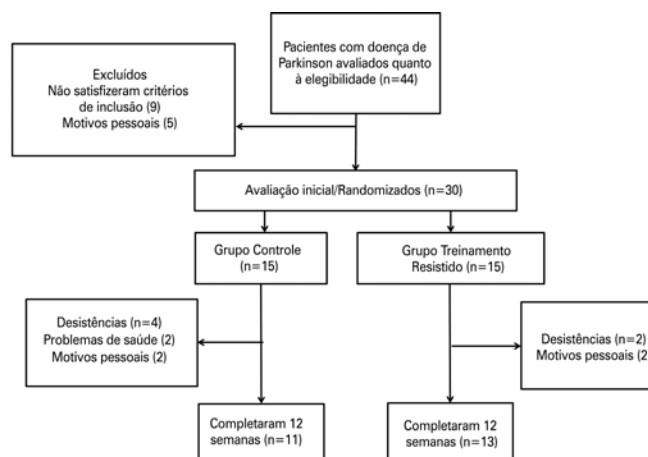 Pacientes com doença de
Parkinson avaliados quanto
à elegibilidade (n=44)
Excluídos
Não satisfizeram critérios
de inclusão (9)
Motivos pessoais (5)
Avaliação inicial/Randomizados (n=30)
Grupo Controle
(n=15)
Grupo Treinamento
Resistido (n=15)
Desistências (n=4)
Problemas de saúde (2)
Motivos pessoais (2)
Desistências (n=2)
Motivos pessoais (2
Completaram 12
semanas (n=11)
Completaram 12
semanas (n=13)